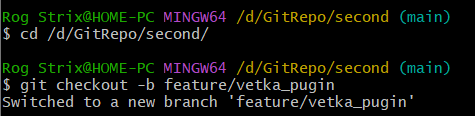 Rog Strix@HOME-PC MINGW64 /d/GitRepo/second (main)
$ cd /d/GitRepo/second/
Rog Strix@HOME-PC MINGW64 /d/GitRepo/second (main)
$ git checkout -b feature/vetka_pugin
Switched to a new branch 'feature/vetka_pugin'